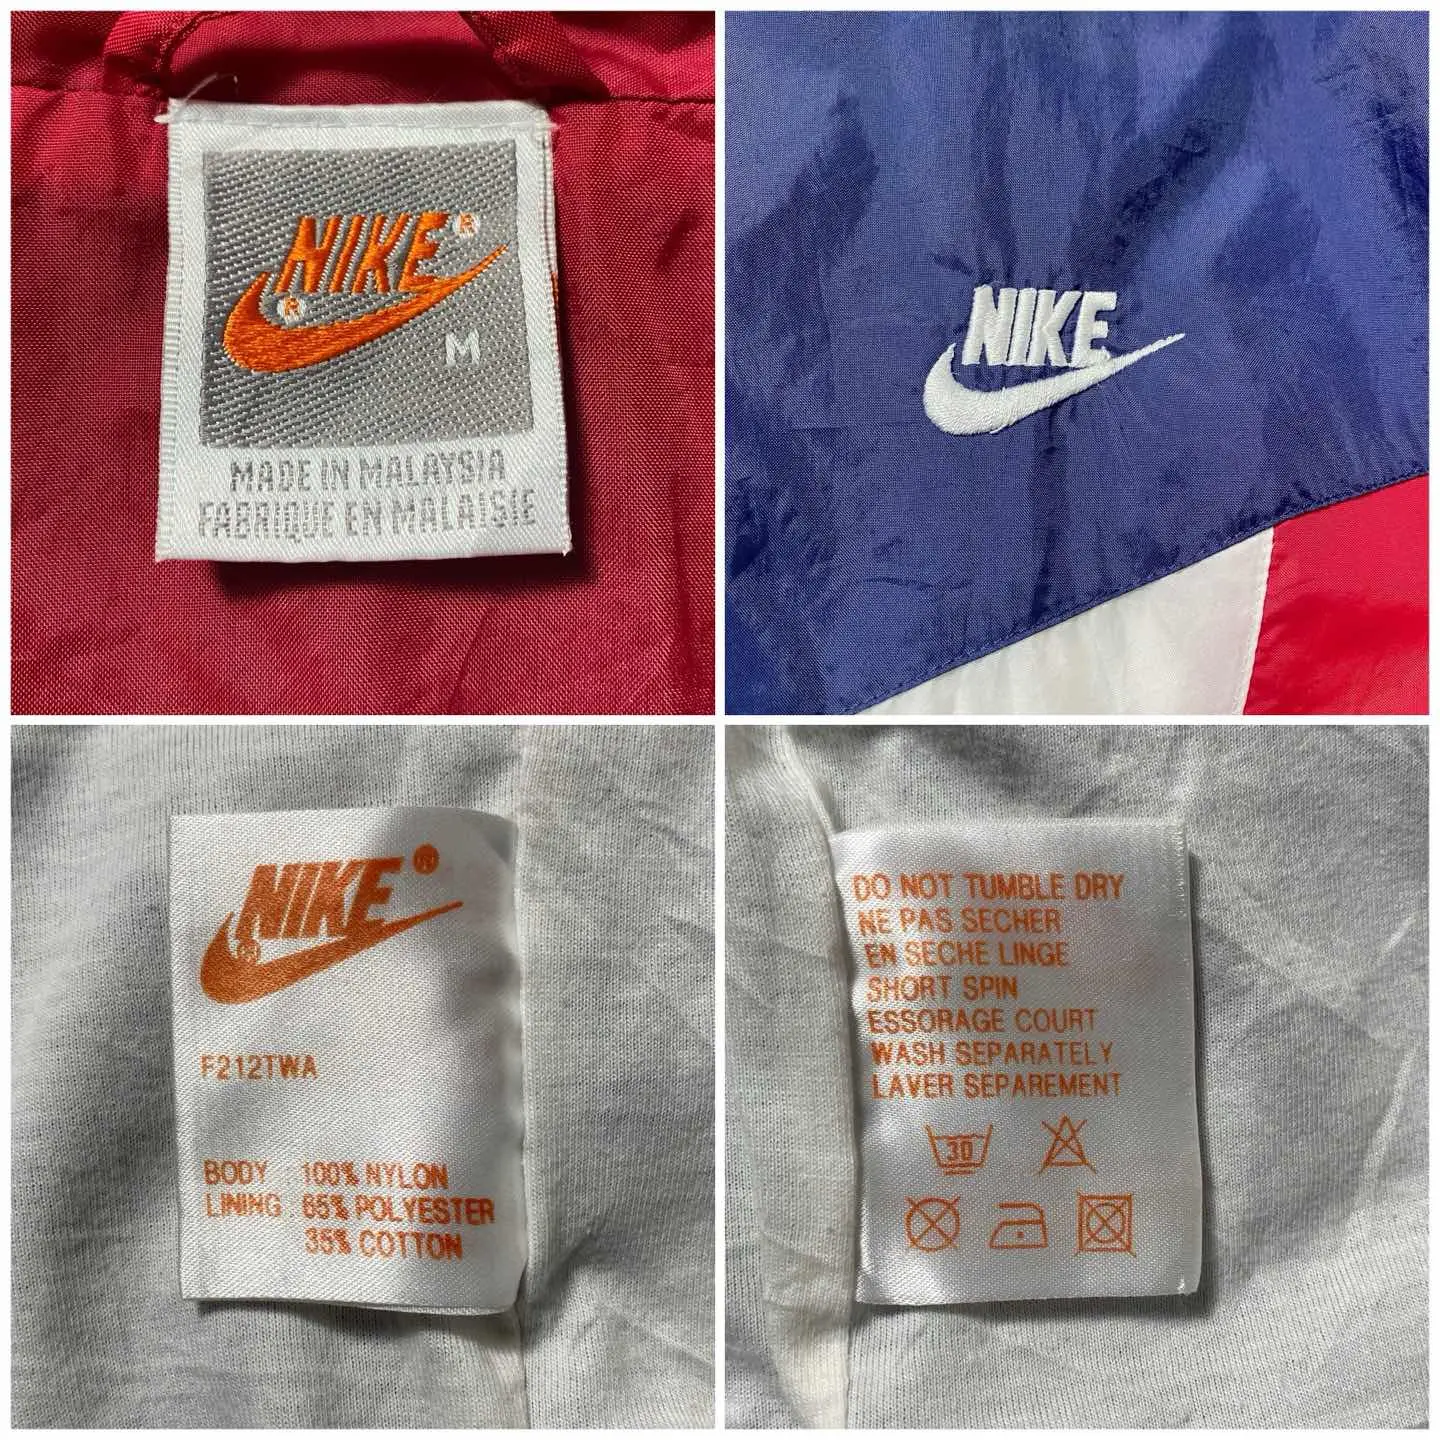 NIKE®
®
M
MADE IN MALAYSIA
FABRIQUE EN MALAISIE
NIKE
NIKE®
®
F212TWA
BODY 100% NYLON
LINING 65% POLYESTER
35% COTTON
DO NOT TUMBLE DRY
NE PAS SECHER
EN SECHE LINGE
SHORT SPIN
ESSORAGE COURT
WASH SEPARATELY
LAVER SEPAREMENT
30